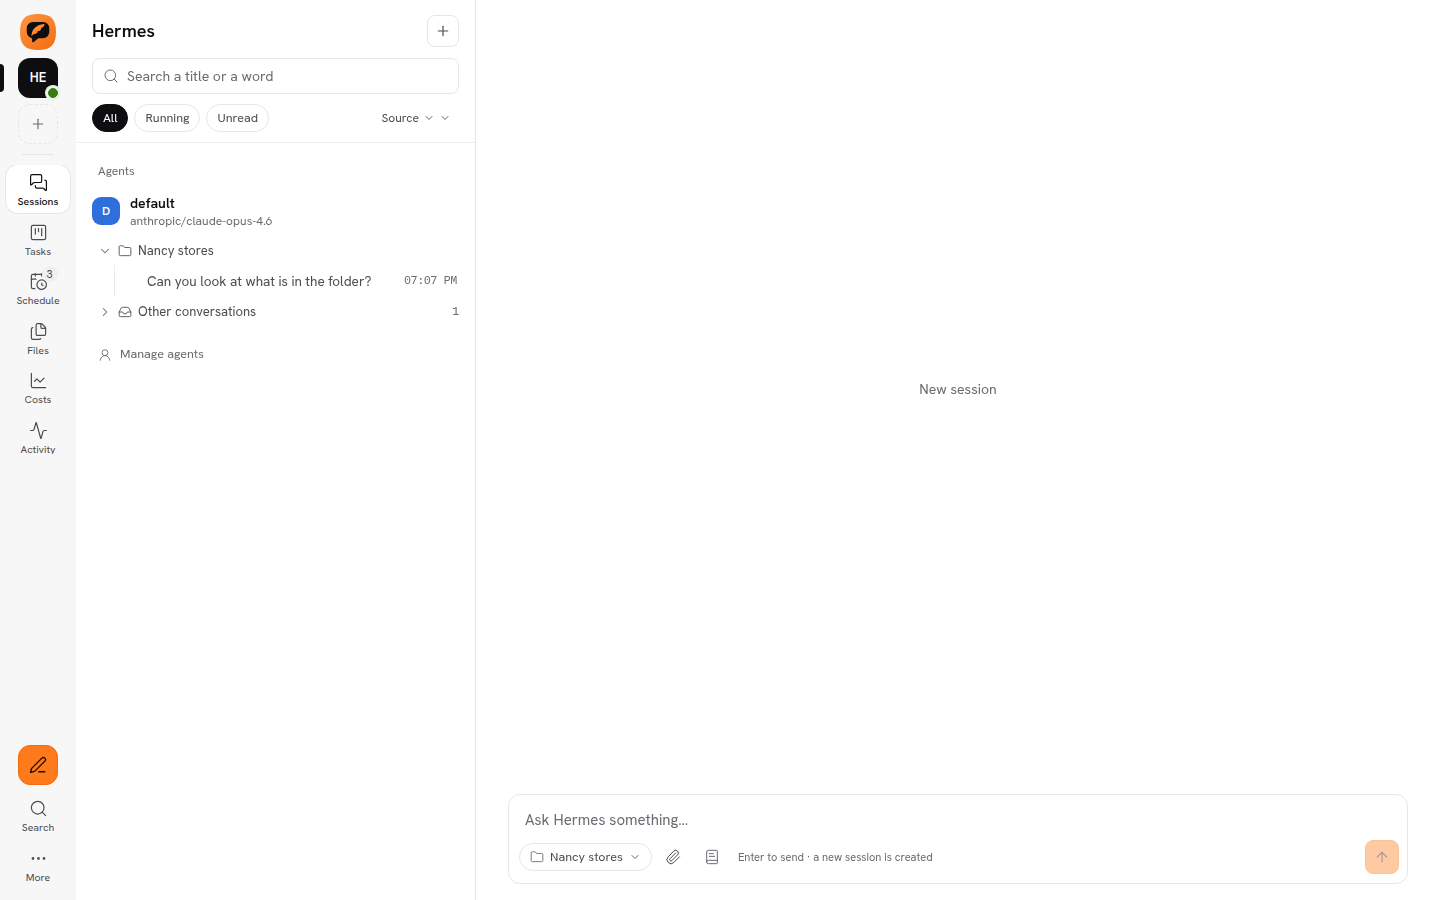 HE
Sessions
Tasks
3
Schedule
Files
Costs
Activity
Search
More
Hermes
Search a title or a word
All
Running
Unread
Source
Agents
D
default
anthropic/claude-opus-4.6
Nancy stores
Can you look at what is in the folder? 07:07 PM
Other conversations 1
Manage agents
New session
Ask Hermes something...
Nancy stores
Enter to send · a new session is created